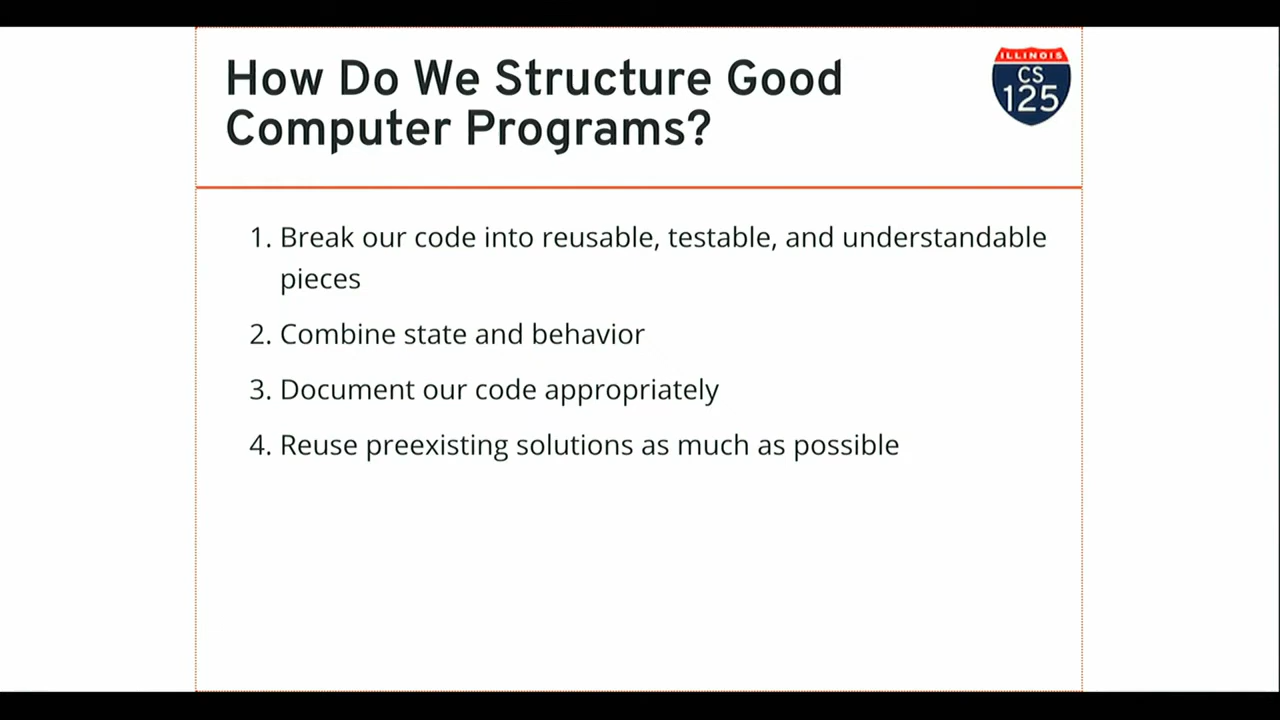 How Do We Structure Good
Computer Programs?
ILLINOIS
CS
125
1. Break our code into reusable, testable, and understandable
pieces
2. Combine state and behavior
3. Document our code appropriately
4. Reuse preexisting solutions as much as possible